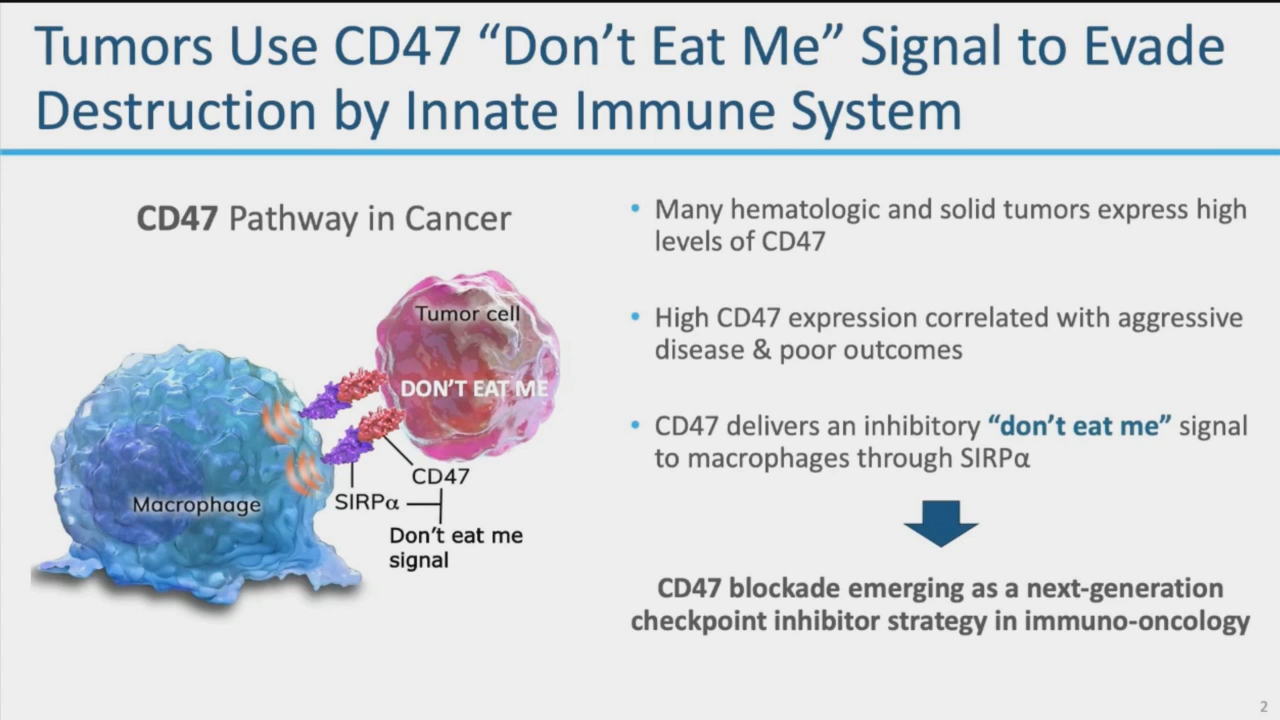 Tumors Use CD47 “Don’t Eat Me” Signal to Evade
Destruction by Innate Immune System
CD47 Pathway in Cancer
Tumor cell
DON’T EAT ME
Macrophage
CD47
SIRPα
Don’t eat me
signal
• Many hematologic and solid tumors express high
levels of CD47
• High CD47 expression correlated with aggressive
disease & poor outcomes
• CD47 delivers an inhibitory “don’t eat me” signal
to macrophages through SIRPα
CD47 blockade emerging as a next-generation
checkpoint inhibitor strategy in immuno-oncology
2